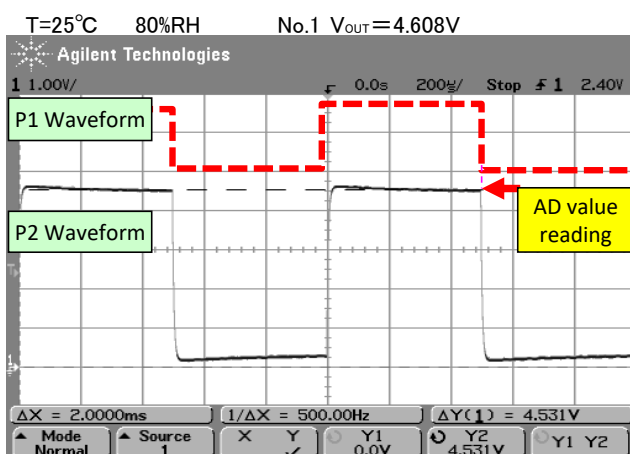 T=25℃ 80%RH No.1 VOUT＝4.608V
Agilent Technologies
1 1.00V/ 0.0s 200µ/ Stop 1 2.40V
P1 Waveform
P2 Waveform
AD value
reading
T
1
ΔX = 2.0000ms 1/ΔX = 500.00Hz ΔY(1) = 4.531V
Mode Source X Y Y1 Y2 Y1 Y2
Normal 1 ✓ 0.0V 4.531V